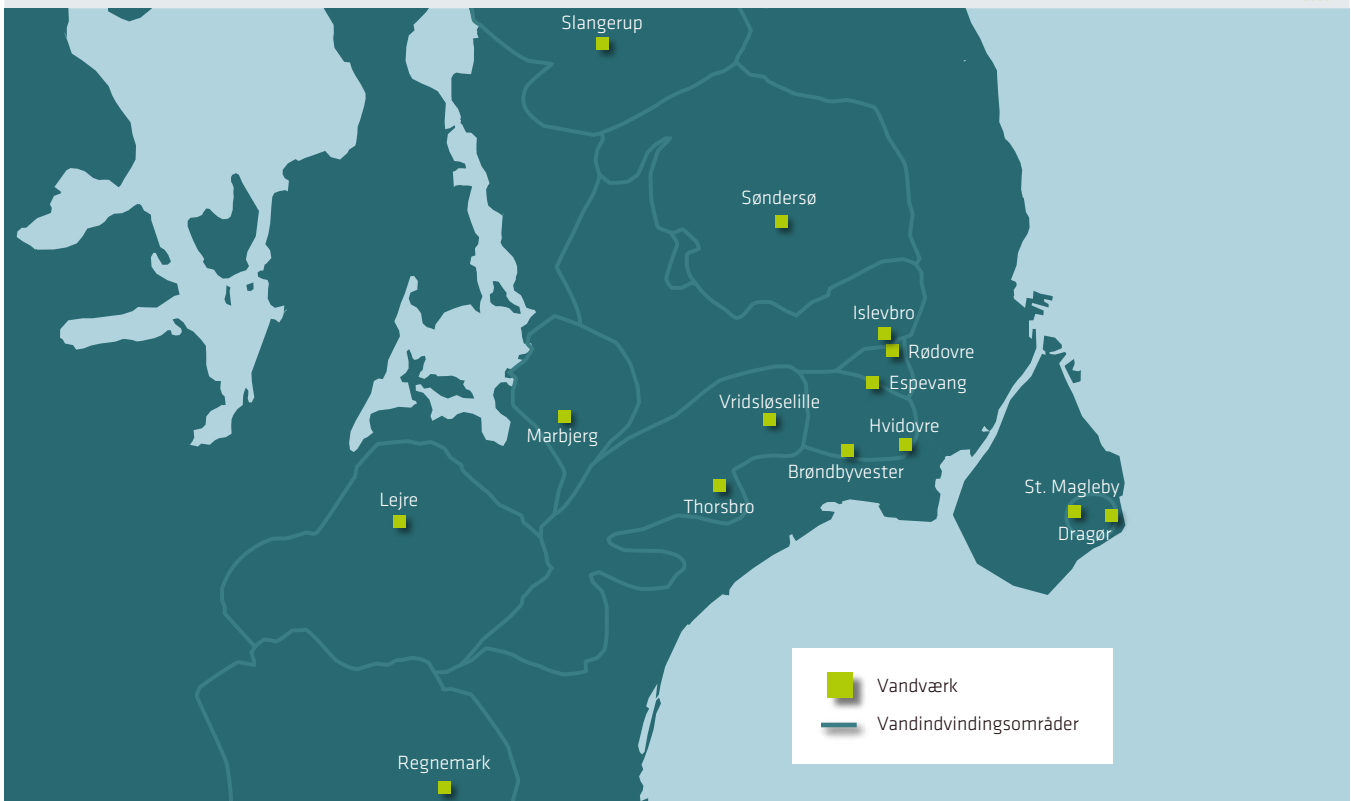 Slangerup
Søndersø
Islevbro
Rødovre
Espevang
Vridsløselille
Hvidovre
Marbjerg
Brøndbyvester
St. Magleby
Lejre
Thorsbro
Dragør
Vandværk
Vandindvindingsområder
Regnemark